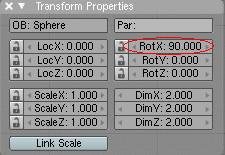 Transform Properties
OB: Sphere Par:
LocX: 0.000 RotX: 90.000
LocY: 0.000 RotY: 0.000
LocZ: 0.000 RotZ: 0.000
ScaleX: 1.000 DimX: 2.000
ScaleY: 1.000 DimY: 2.000
ScaleZ: 1.000 DimZ: 2.000
Link Scale